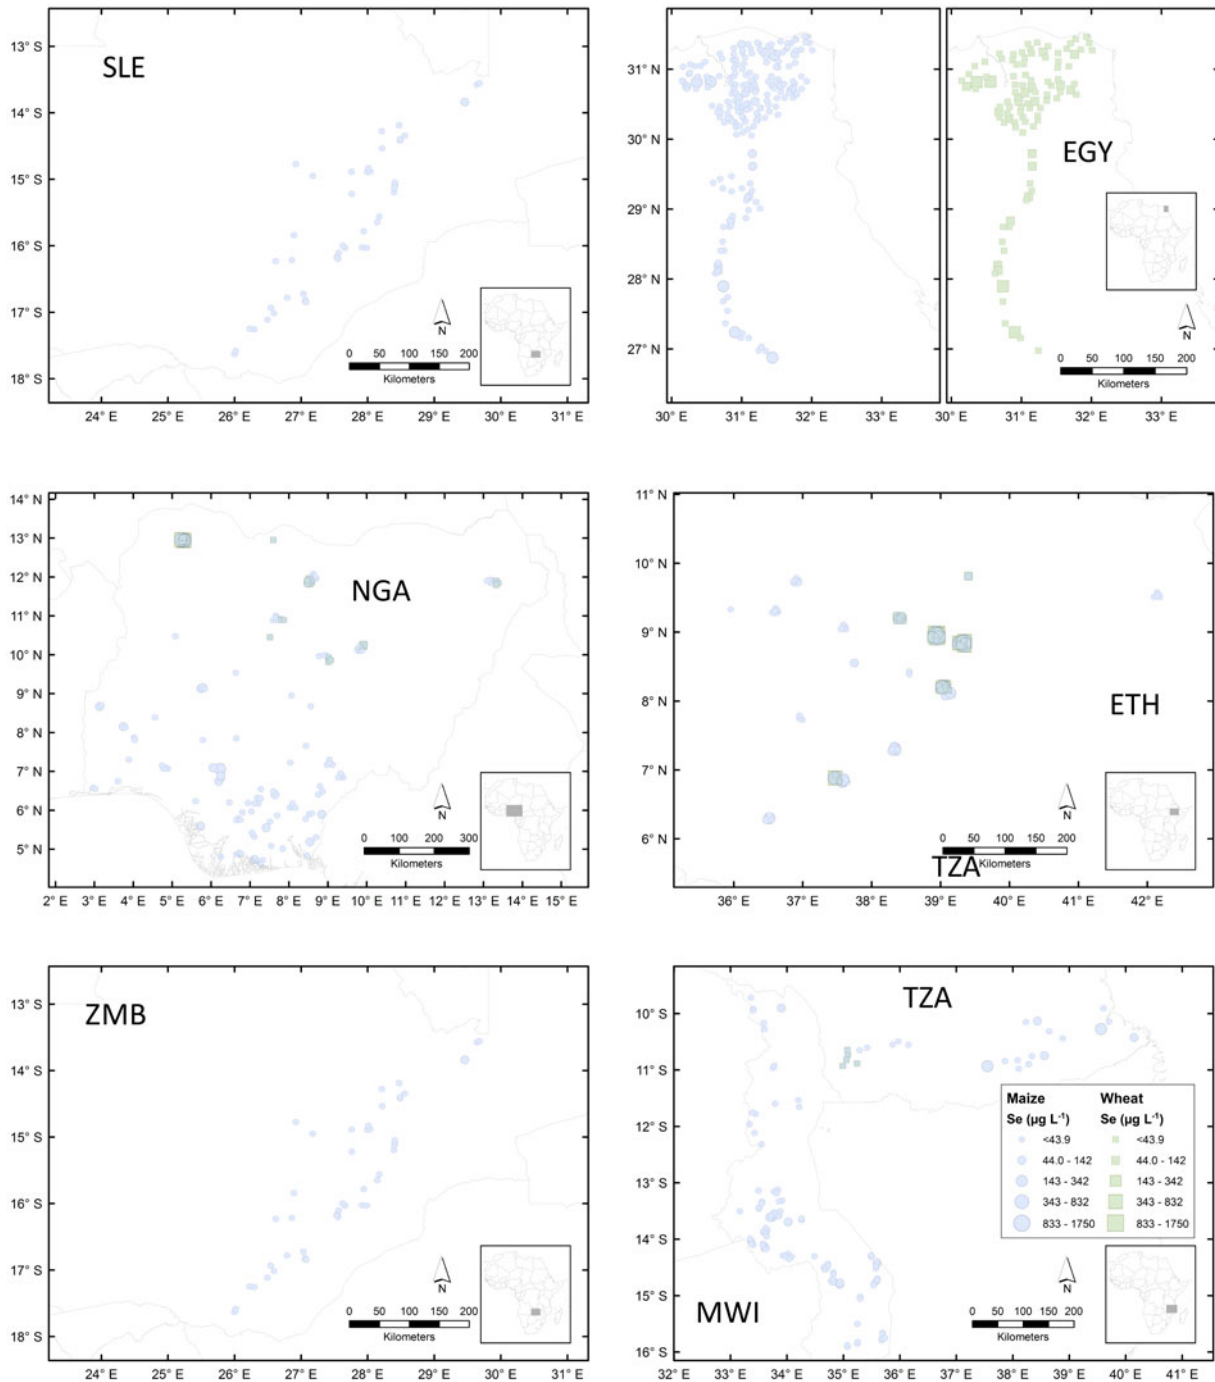 13° S
14° S
15° S
16° S
17° S
18° S
SLE
N
0 50 100 150 200
Kilometers
24° E 25° E 26° E 27° E 28° E 29° E 30° E 31° E
31° N
30° N
29° N
28° N
27° N
EGY
N
0 50 100 150 200
Kilometers
30° E 31° E 32° E 33° E 30° E 31° E 32° E 33° E
14° N
13° N
12° N
11° N
10° N
9° N
8° N
7° N
6° N
5° N
NGA
N
0 100 200 300
Kilometers
2° E 3° E 4° E 5° E 6° E 7° E 8° E 9° E 10° E 11° E 12° E 13° E 14° E 15° E
11° N
10° N
9° N
8° N
7° N
6° N
ETH
N
0 50 100 150 200
Kilometers
TZA
36° E 37° E 38° E 39° E 40° E 41° E 42° E
13° S
14° S
15° S
16° S
17° S
18° S
ZMB
N
0 50 100 150 200
Kilometers
24° E 25° E 26° E 27° E 28° E 29° E 30° E 31° E
10° S
11° S
12° S
13° S
14° S
15° S
16° S
TZA
Maize Wheat
Se (µg L⁻¹) Se (µg L⁻¹)
<43.9 <43.9
44.0 - 142 44.0 - 142
143 - 342 143 - 342
343 - 832 343 - 832
833 - 1750 833 - 1750
MWI
N
0 50 100 150 200
Kilometers
32° E 33° E 34° E 35° E 36° E 37° E 38° E 39° E 40° E 41° E